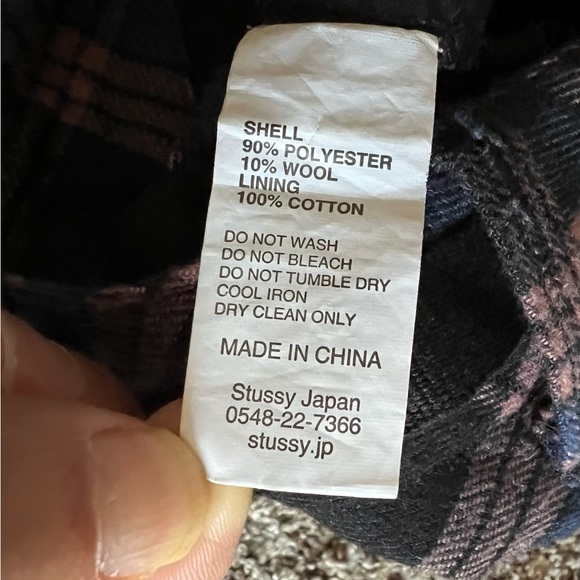 SHELL
90% POLYESTER
10% WOOL
LINING
100% COTTON
DO NOT WASH
DO NOT BLEACH
DO NOT TUMBLE DRY
COOL IRON
DRY CLEAN ONLY
MADE IN CHINA
Stussy Japan
0548-22-7366
stussy.jp